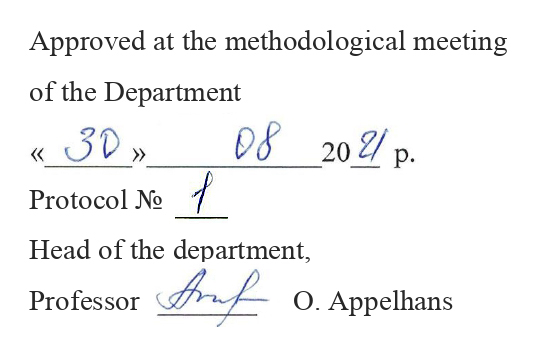 Approved at the methodological meeting
of the Department
« 30 » 08 2021 p.
Protocol № 1
Head of the department,
Professor O. Appelhans